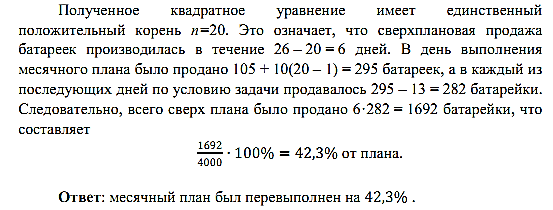 Полученное квадратное уравнение имеет единственный
положительный корень n=20. Это означает, что сверхплановая продажа
батареек производилась в течение 26 – 20 = 6 дней. В день выполнения
месячного плана было продано 105 + 10(20 – 1) = 295 батареек, а в каждый из
последующих дней по условию задачи продавалось 295 – 13 = 282 батарейки.
Следовательно, всего сверх плана было продано 6·282 = 1692 батарейки, что
составляет
1692/4000 · 100% = 42,3% от плана.
Ответ: месячный план был перевыполнен на 42,3% .